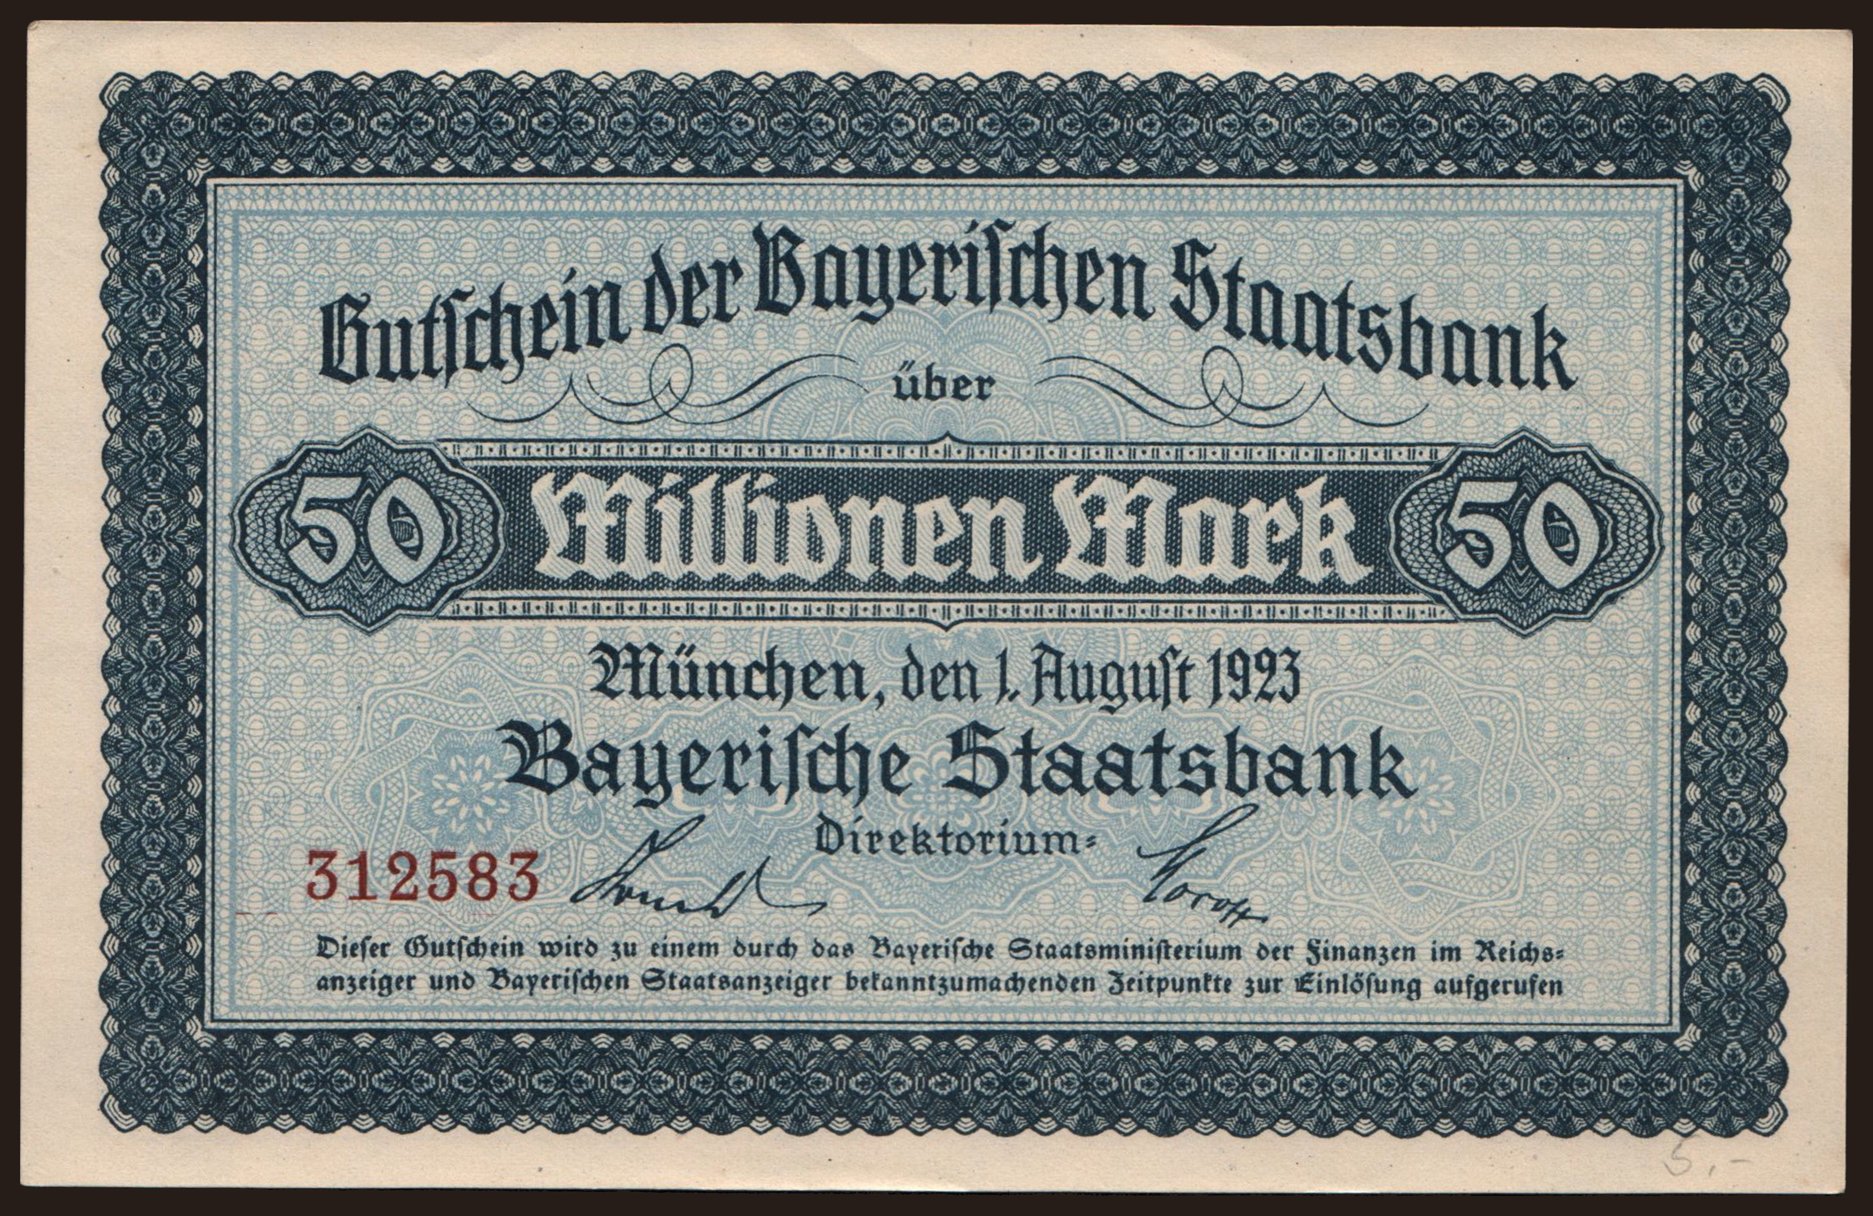 Gutschein der Bayerischen Staatsbank
über
50 Millionen Mark 50
München, den 1. August 1923
Bayerische Staatsbank
Direktorium:
312583
Dieser Gutschein wird zu einem durch das Bayerische Staatsministerium der Finanzen im Reichs-
anzeiger und Bayerischen Staatsanzeiger bekanntzumachenden Zeitpunkte zur Einlösung aufgerufen
5,-